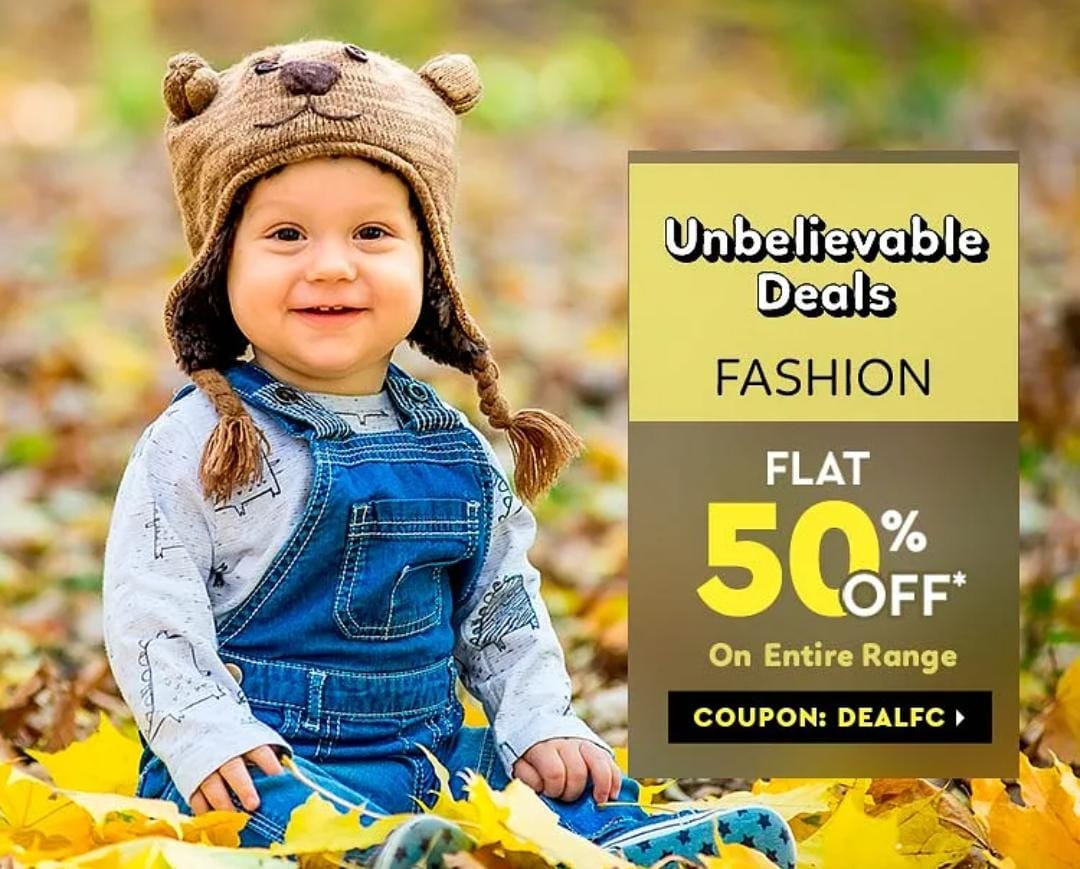 Unbelievable
Deals
FASHION
FLAT
50%
OFF*
On Entire Range
COUPON: DEALFC